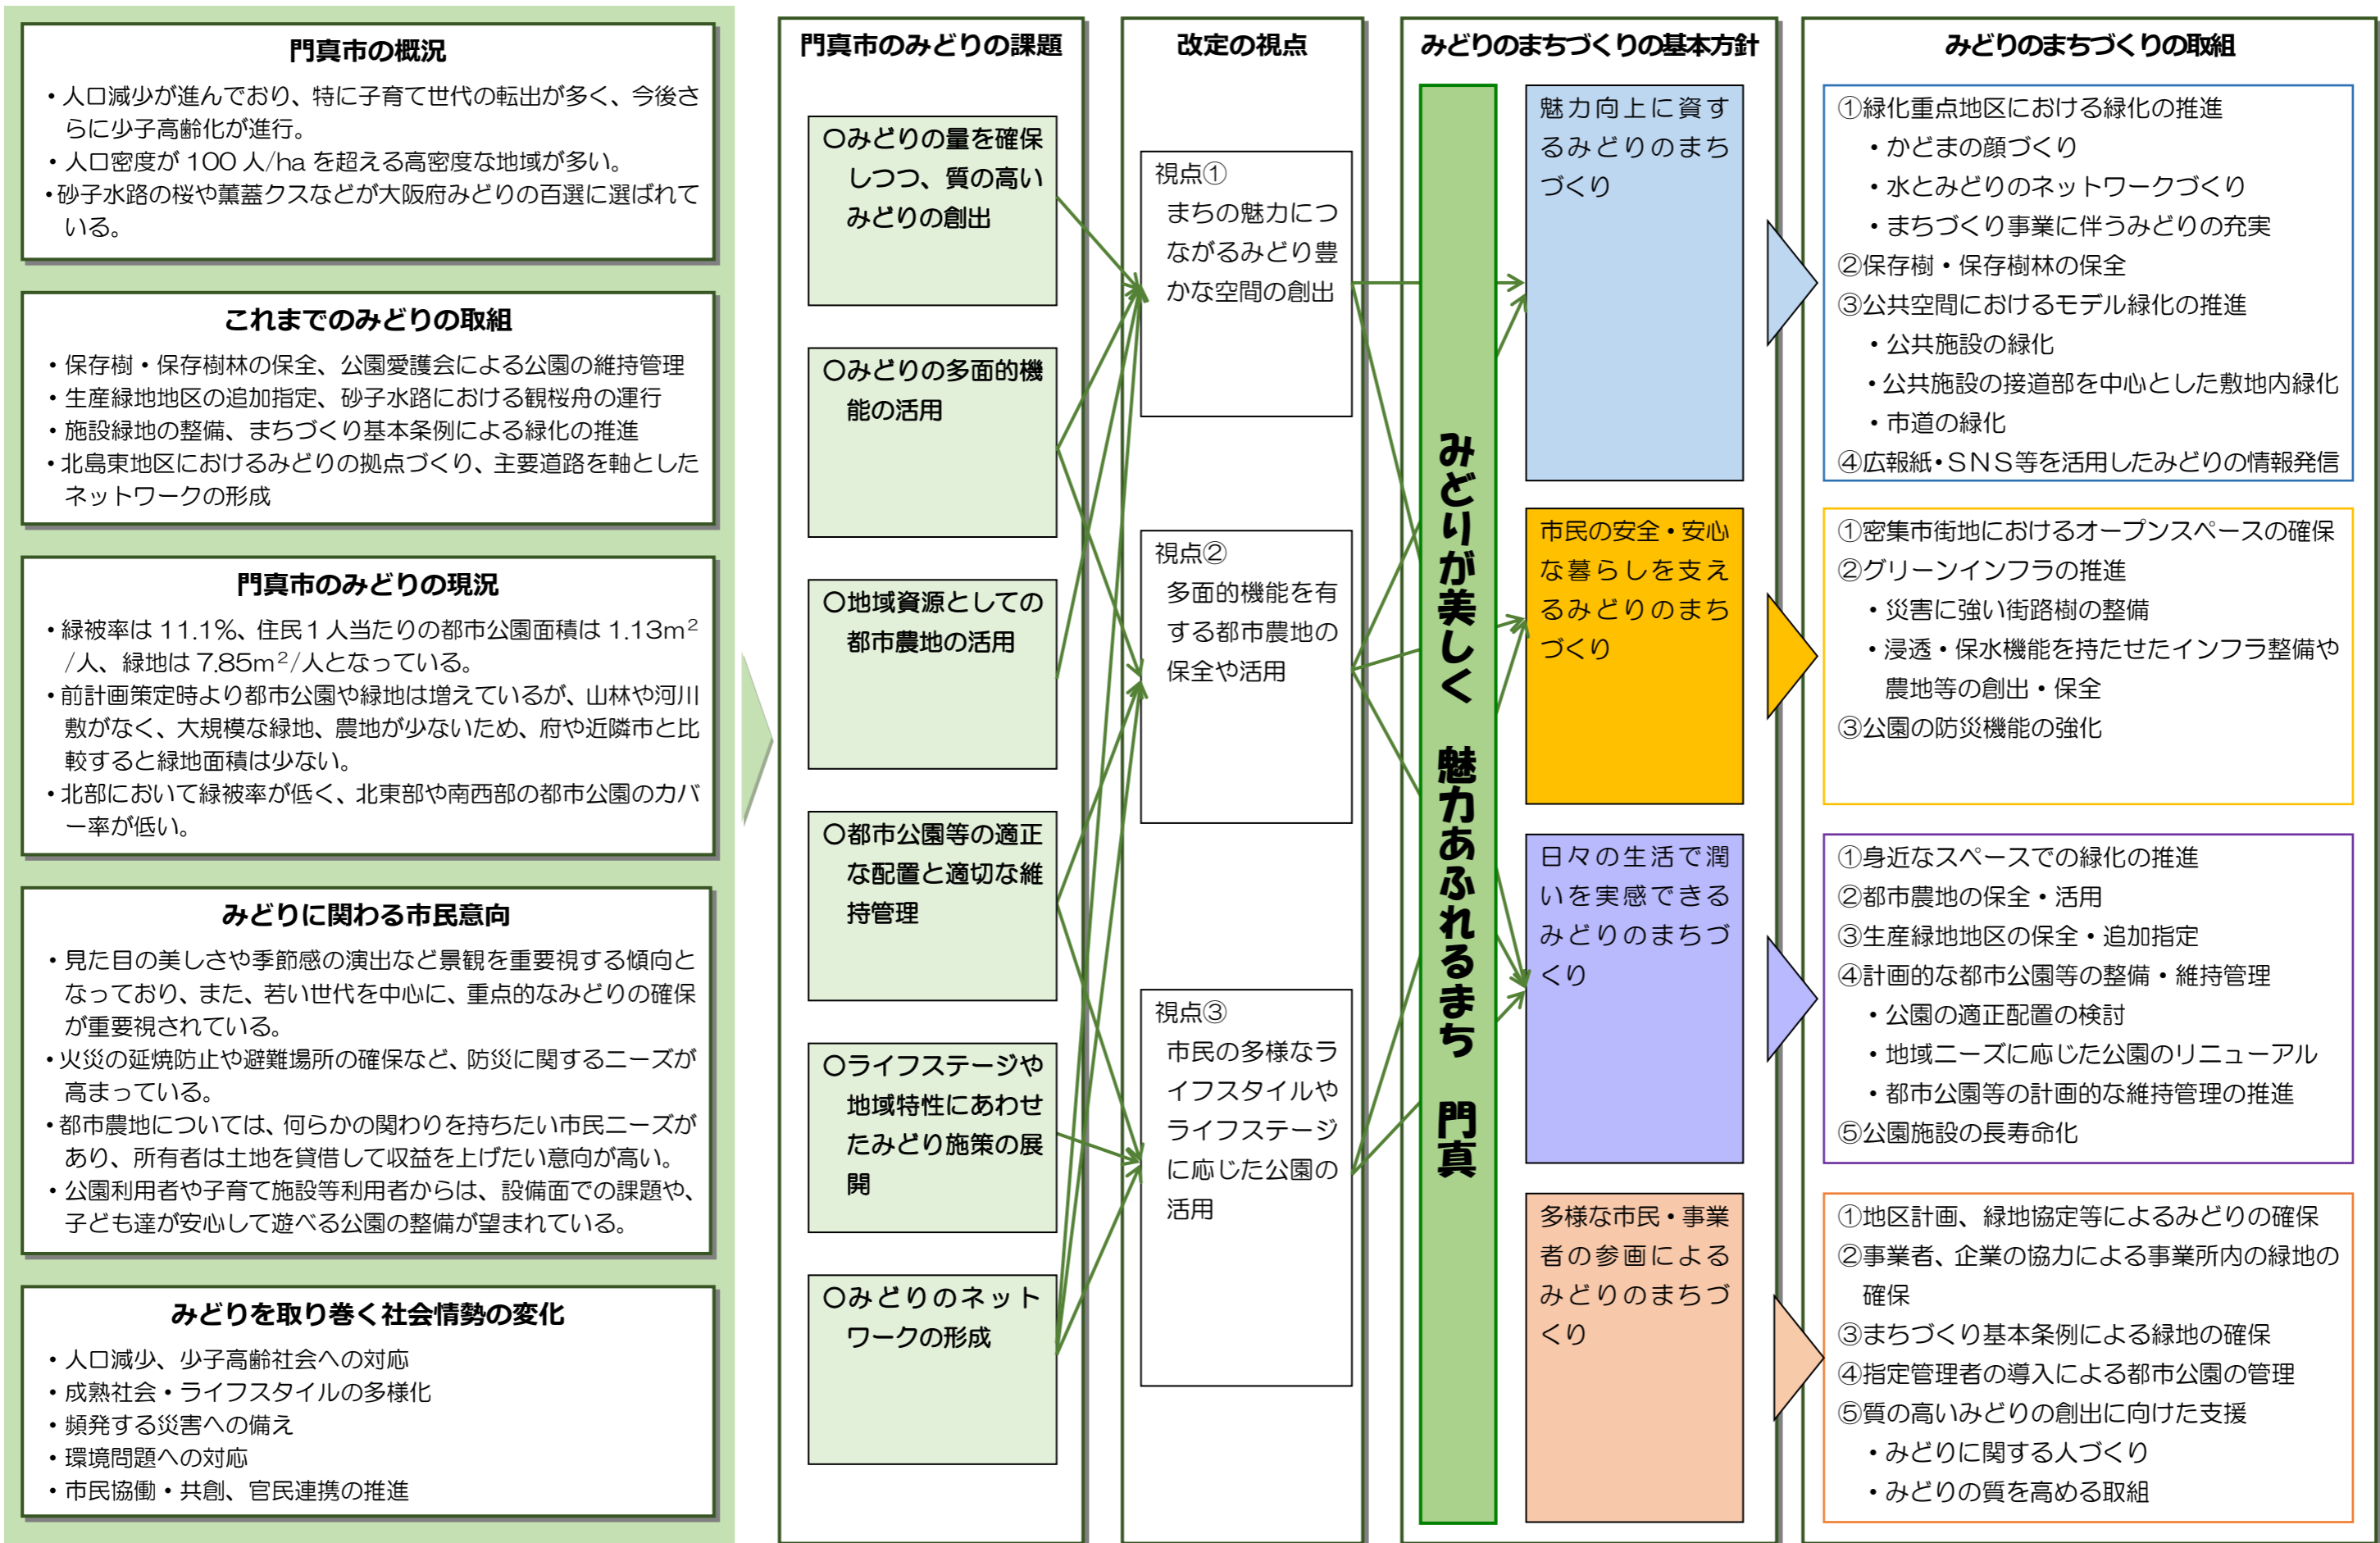 門真市の概況
・人口減少が進んでおり、特に子育て世代の転出が多く、今後さ
らに少子高齢化が進行。
・人口密度が 100 人/ha を超える高密度な地域が多い。
・砂子水路の桜や薫蓋クスなどが大阪府みどりの百選に選ばれて
いる。
これまでのみどりの取組
・保存樹・保存樹林の保全、公園愛護会による公園の維持管理
・生産緑地地区の追加指定、砂子水路における観桜舟の運行
・施設緑地の整備、まちづくり基本条例による緑化の推進
・北島東地区におけるみどりの拠点づくり、主要道路を軸とした
ネットワークの形成
門真市のみどりの現況
・緑被率は 11.1%、住民1人当たりの都市公園面積は 1.13m²
/人、緑地は 7.85m²/人となっている。
・前計画策定時より都市公園や緑地は増えているが、山林や河川
敷がなく、大規模な緑地、農地が少ないため、府や近隣市と比
較すると緑地面積は少ない。
・北部において緑被率が低く、北東部や南西部の都市公園のカバ
ー率が低い。
みどりに関わる市民意向
・見た目の美しさや季節感の演出など景観を重要視する傾向と
なっており、また、若い世代を中心に、重点的なみどりの確保
が重要視されている。
・火災の延焼防止や避難場所の確保など、防災に関するニーズが
高まっている。
・都市農地については、何らかの関わりを持ちたい市民ニーズが
あり、所有者は土地を貸借して収益を上げたい意向が高い。
・公園利用者や子育て施設等利用者からは、設備面での課題や、
子ども達が安心して遊べる公園の整備が望まれている。
みどりを取り巻く社会情勢の変化
・人口減少、少子高齢社会への対応
・成熟社会・ライフスタイルの多様化
・頻発する災害への備え
・環境問題への対応
・市民協働・共創、官民連携の推進
門真市のみどりの課題
〇みどりの量を確保
しつつ、質の高い
みどりの創出
〇みどりの多面的機
能の活用
〇地域資源としての
都市農地の活用
〇都市公園等の適正
な配置と適切な維
持管理
〇ライフステージや
地域特性にあわせ
たみどり施策の展
開
〇みどりのネット
ワークの形成
改定の視点
視点①
まちの魅力につ
ながるみどり豊
かな空間の創出
視点②
多面的機能を有
する都市農地の
保全や活用
視点③
市民の多様なラ
イフスタイルや
ライフステージ
に応じた公園の
活用
みどりのまちづくりの基本方針
みどりが美しく 魅力あふれるまち 門真
魅力向上に資す
るみどりのまち
づくり
市民の安全・安心
な暮らしを支え
るみどりのまち
づくり
日々の生活で潤
いを実感できる
みどりのまちづ
くり
多様な市民・事業
者の参画による
みどりのまちづ
くり
みどりのまちづくりの取組
①緑化重点地区における緑化の推進
・かどまの顔づくり
・水とみどりのネットワークづくり
・まちづくり事業に伴うみどりの充実
②保存樹・保存樹林の保全
③公共空間におけるモデル緑化の推進
・公共施設の緑化
・公共施設の接道部を中心とした敷地内緑化
・市道の緑化
④広報紙・SNS等を活用したみどりの情報発信
①密集市街地におけるオープンスペースの確保
②グリーンインフラの推進
・災害に強い街路樹の整備
・浸透・保水機能を持たせたインフラ整備や
農地等の創出・保全
③公園の防災機能の強化
①身近なスペースでの緑化の推進
②都市農地の保全・活用
③生産緑地地区の保全・追加指定
④計画的な都市公園等の整備・維持管理
・公園の適正配置の検討
・地域ニーズに応じた公園のリニューアル
・都市公園等の計画的な維持管理の推進
⑤公園施設の長寿命化
①地区計画、緑地協定等によるみどりの確保
②事業者、企業の協力による事業所内の緑地の
確保
③まちづくり基本条例による緑地の確保
④指定管理者の導入による都市公園の管理
⑤質の高いみどりの創出に向けた支援
・みどりに関する人づくり
・みどりの質を高める取組